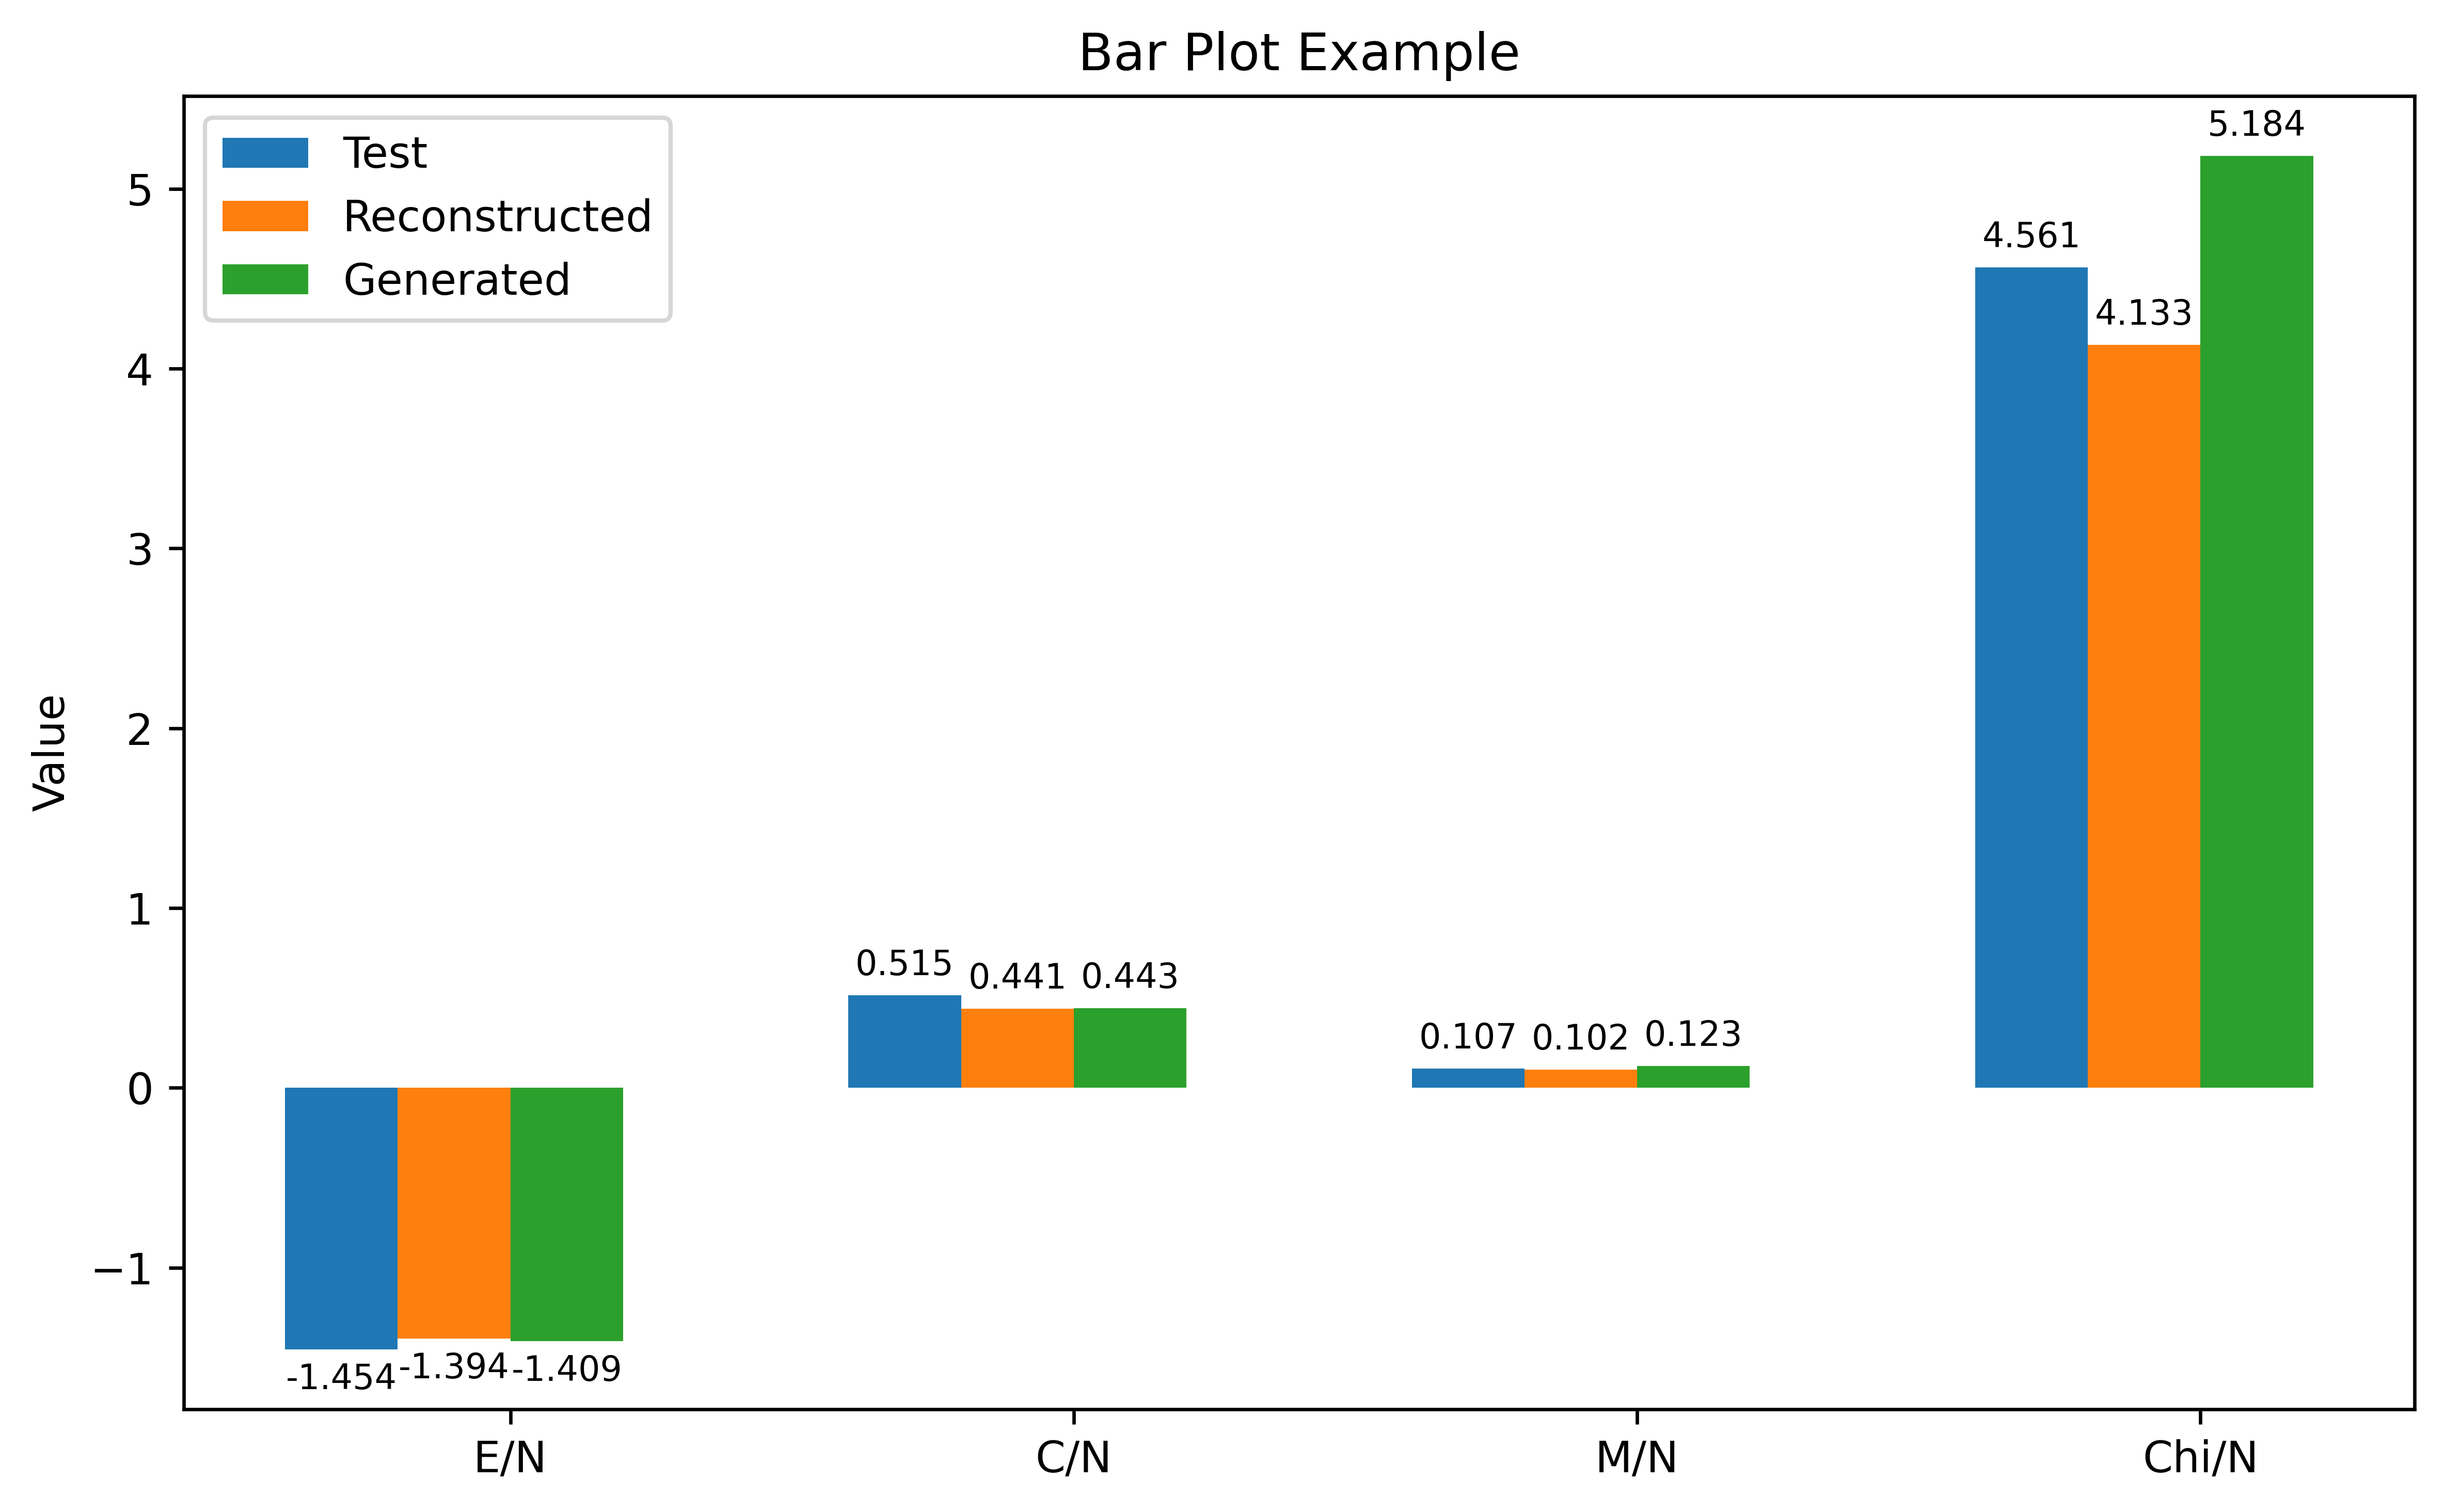 Bar Plot Example
Test
Reconstructed
Generated
Value
5
4
3
2
1
0
−1
-1.454
-1.394
-1.409
0.515
0.441
0.443
0.107
0.102
0.123
4.561
4.133
5.184
E/N
C/N
M/N
Chi/N